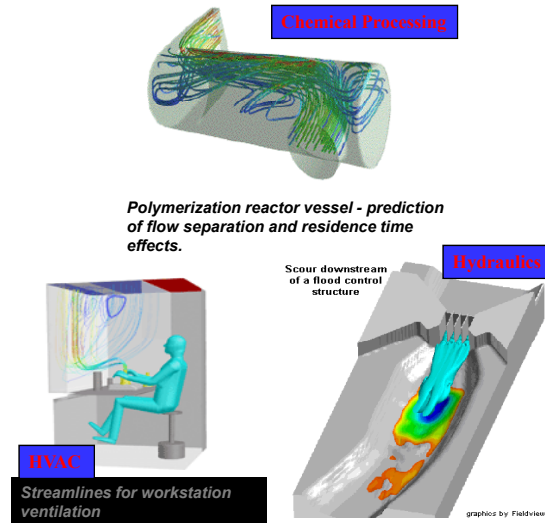 Chemical Processing
Polymerization reactor vessel - prediction
of flow separation and residence time
effects.
Hydraulics
Scour downstream
of a flood control
structure
HVAC
Streamlines for workstation
ventilation
graphics by Fieldview